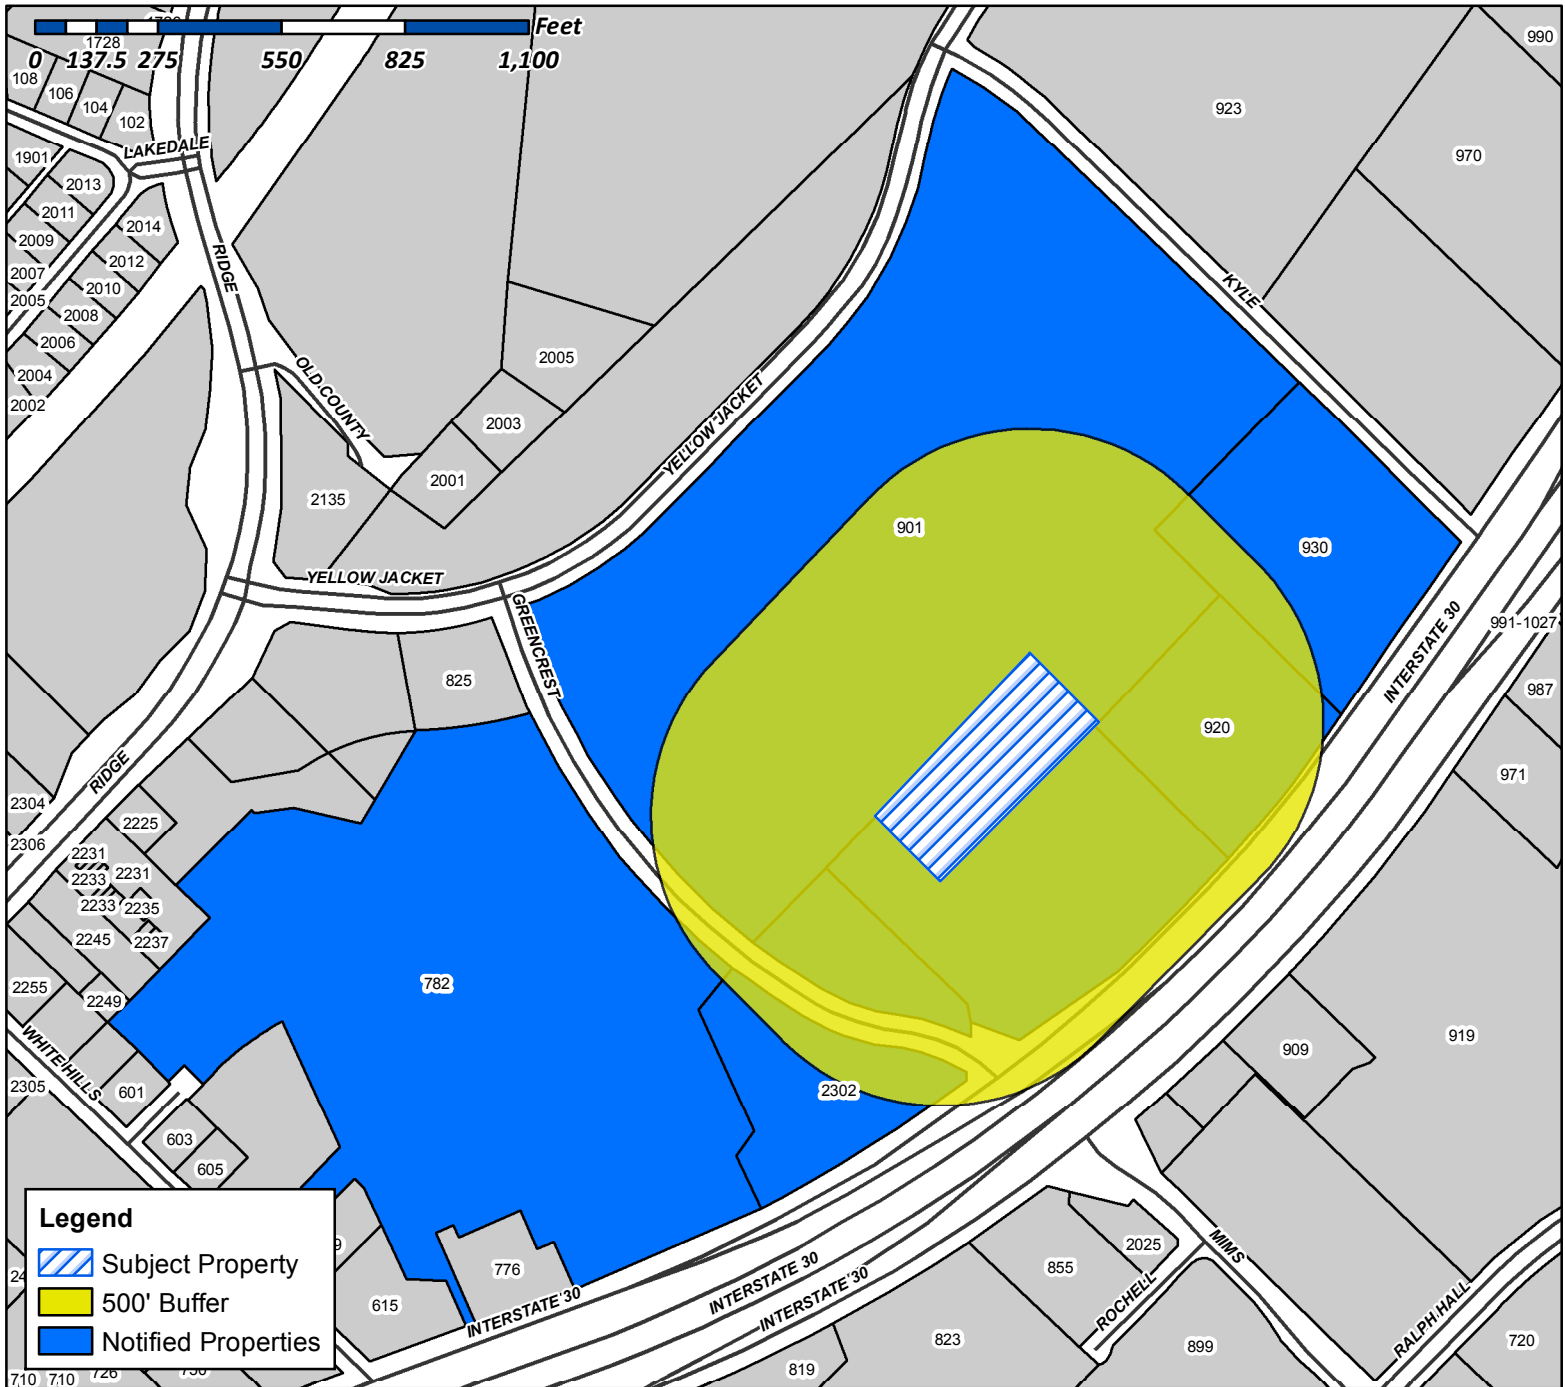 1728
Feet
0 137.5 275 550 825 1,100
990
108
106
104
102
923
970
LAKEDALE
1901
2013
2011
2009
2007
2005
2014
2012
2010
2008
2006
2004
2002
RIDGE
KYLE
OLD COUNTY
2005
2003
2001
2135
YELLOW JACKET
901
930
YELLOW JACKET
GREENCREST
825
INTERSTATE 30
991-1027
987
971
920
RIDGE
2304
2306
2225
2231
2231
2233
2233
2235
2245
2237
2255
2249
782
WHITE HILLS
2305
601
603
605
2302
909
919
615
776
INTERSTATE 30
INTERSTATE 30
INTERSTATE 30
855
2025
MIMS
ROCHELL
RALPH HALL
823
819
899
720
Legend
Subject Property
500' Buffer
Notified Properties
710
710
726